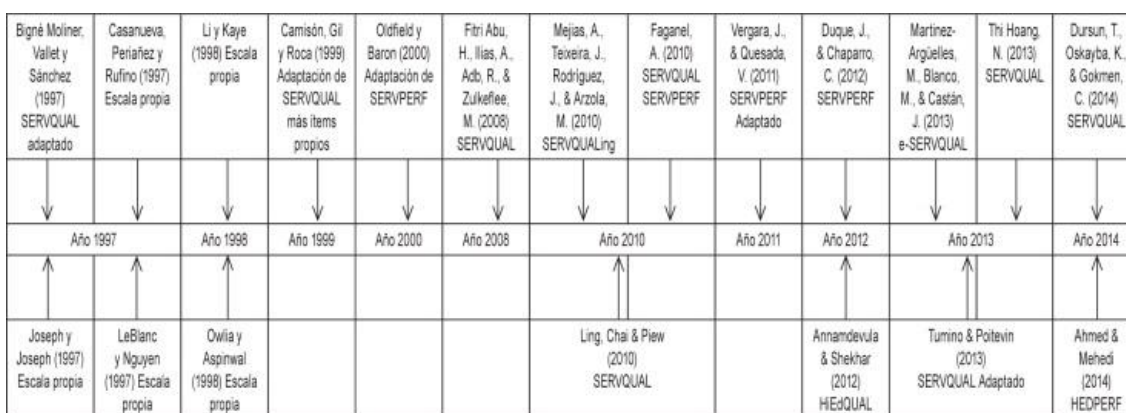 Bigné Moliner,
Vallet y
Sánchez
(1997)
SERVQUAL
adaptado
Casanueva,
Periañez y
Rufino (1997)
Escala propia
Li y Kaye
(1998) Escala
propia
Camisón, Gil
y Roca (1999)
Adaptación de
SERVQUAL
más ítems
propios
Oldfield y
Baron (2000)
Adaptación de
SERVPERF
Fitri Abu,
H., Ilias, A.,
Adb, R., &
Zulkeflee,
M. (2008)
SERVQUAL
Mejias, A.,
Teixeira, J.,
Rodríguez,
J., & Arzola,
M. (2010)
SERVQUALing
Faganel,
A. (2010)
SERVQUAL
SERVPERF
Vergara, J.,
& Quesada,
V. (2011)
SERVPERF
Adaptado
Duque, J.,
& Chaparro,
C. (2012)
SERVPERF
Martinez-
Argüelles,
M., Blanco,
M., & Castán,
J. (2013)
e-SERVQUAL
Thi Hoang,
N. (2013)
SERVQUAL
Dursun, T.,
Oskayba, K.,
& Gokmen,
C. (2014)
SERVQUAL
Año 1997
Año 1998
Año 1999
Año 2000
Año 2008
Año 2010
Año 2011
Año 2012
Año 2013
Año 2014
Joseph y
Joseph (1997)
Escala propia
LeBlanc
y Nguyen
(1997) Escala
propia
Owlia y
Aspinwal
(1998) Escala
propia
Ling, Chai & Piew
(2010)
SERVQUAL
Annamdevula
& Shekhar
(2012)
HiEdQUAL
Tumino & Poitevin
(2013)
SERVQUAL Adaptado
Ahmed &
Mehedi
(2014)
HEDPERF